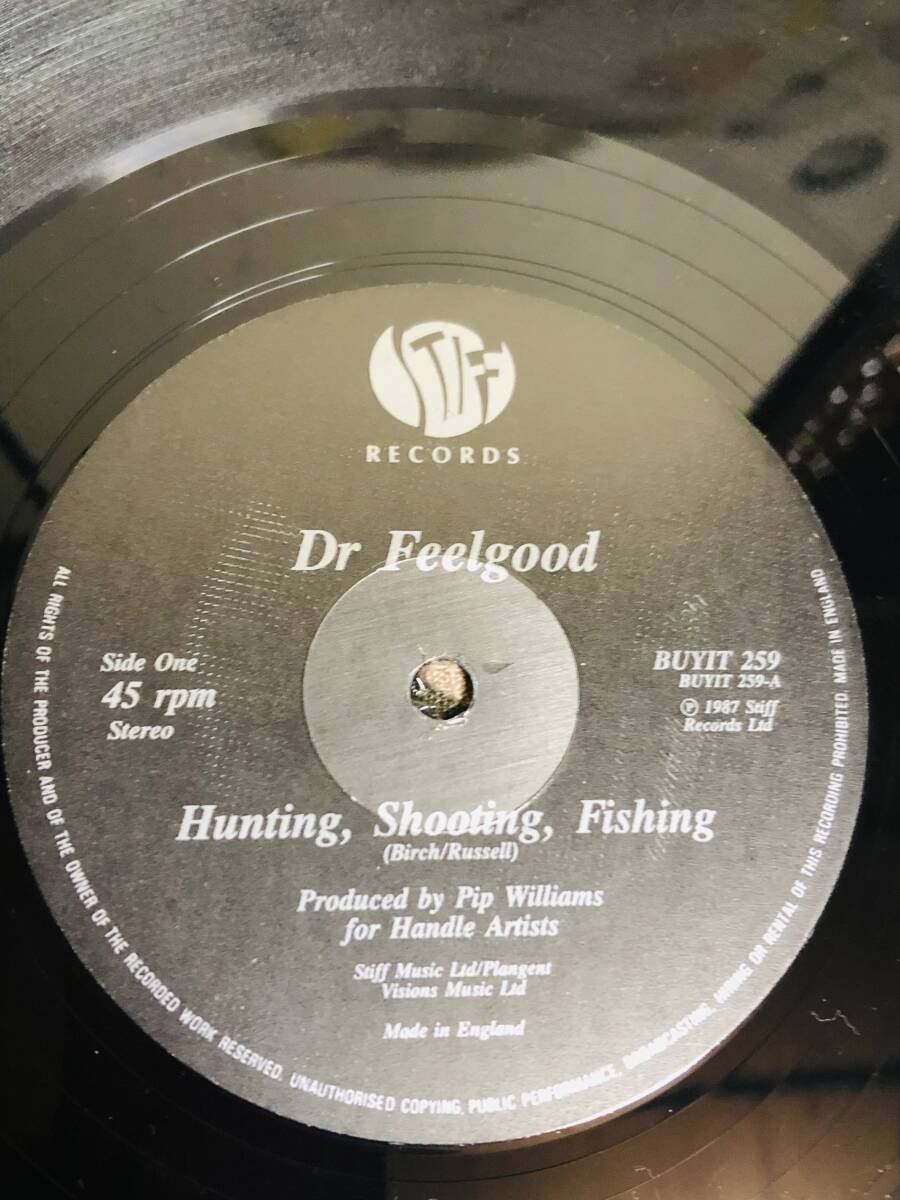 STIFF
RECORDS
Dr Feelgood
Side One
45 rpm
Stereo
BUYIT 259
BUYIT 259-A
Ⓟ 1987 Stiff
Records Ltd
Hunting, Shooting, Fishing
(Birch/Russell)
Produced by Pip Williams
for Handle Artists
Stiff Music Ltd/Plangent
Visions Music Ltd
Made in England
ALL RIGHTS OF THE PRODUCER AND OF THE OWNER OF THE RECORDED WORK RESERVED. UNAUTHORISED COPYING, PUBLIC PERFORMANCE, BROADCASTING, HIRING OR RENTAL OF THIS RECORDING PROHIBITED. MADE IN ENGLAND